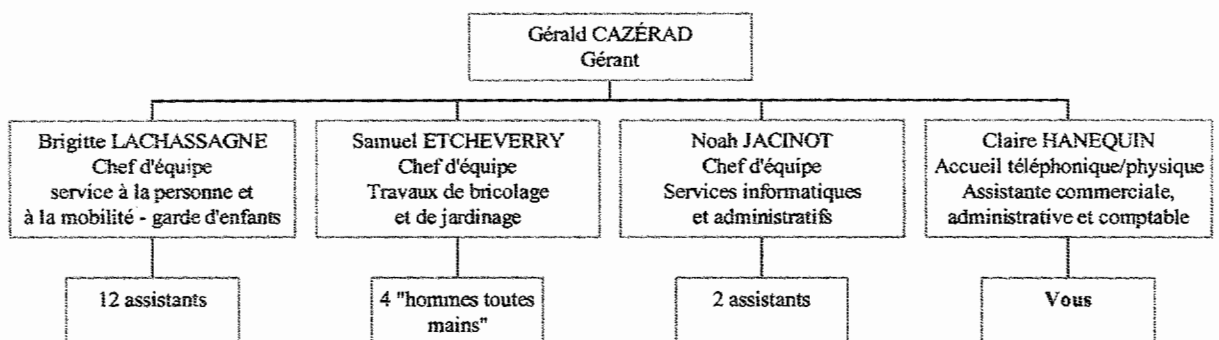 Gérald CAZÉRAD
Gérant
Brigitte LACHASSAGNE
Chef d'équipe
service à la personne et
à la mobilité - garde d'enfants
Samuel ETCHEVERRY
Chef d'équipe
Travaux de bricolage
et de jardinage
Noah JACINOT
Chef d'équipe
Services informatiques
et administratifs
Claire HANEQUIN
Accueil téléphonique/physique
Assistante commerciale,
administrative et comptable
12 assistants
4 "hommes toutes
mains"
2 assistants
Vous